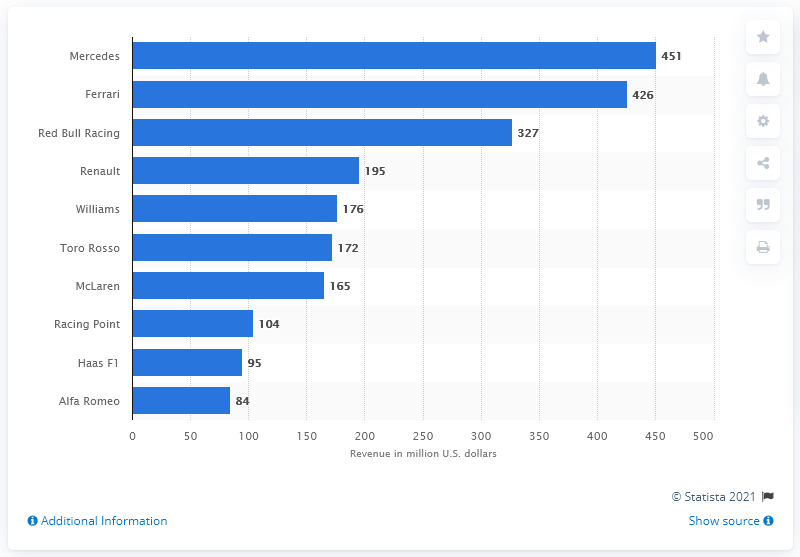 Mercedes 451
Ferrari 426
Red Bull Racing 327
Renault 195
Williams 176
Toro Rosso 172
McLaren 165
Racing Point 104
Haas F1 95
Alfa Romeo 84
0 50 100 150 200 250 300 350 400 450 500
Revenue in million U.S. dollars
© Statista 2021
Additional Information Show source